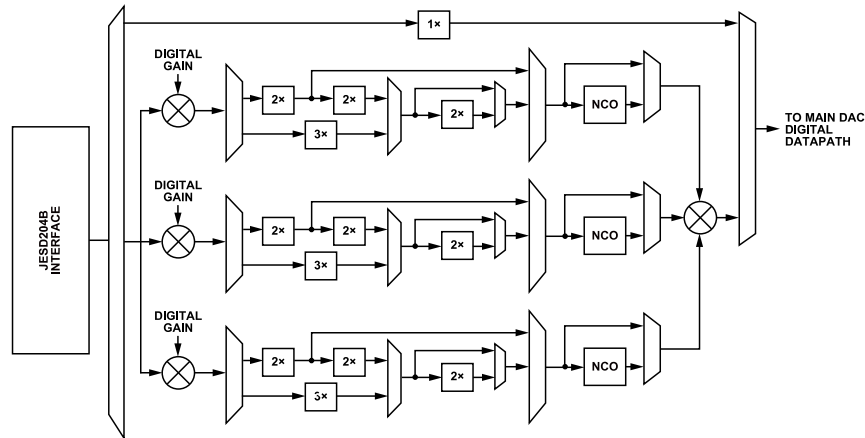 1×
DIGITAL
GAIN
2×
2×
2×
3×
NCO
TO MAIN DAC
DIGITAL
DATAPATH
JESD204B
INTERFACE
DIGITAL
GAIN
2×
2×
2×
3×
NCO
DIGITAL
GAIN
2×
2×
2×
3×
NCO